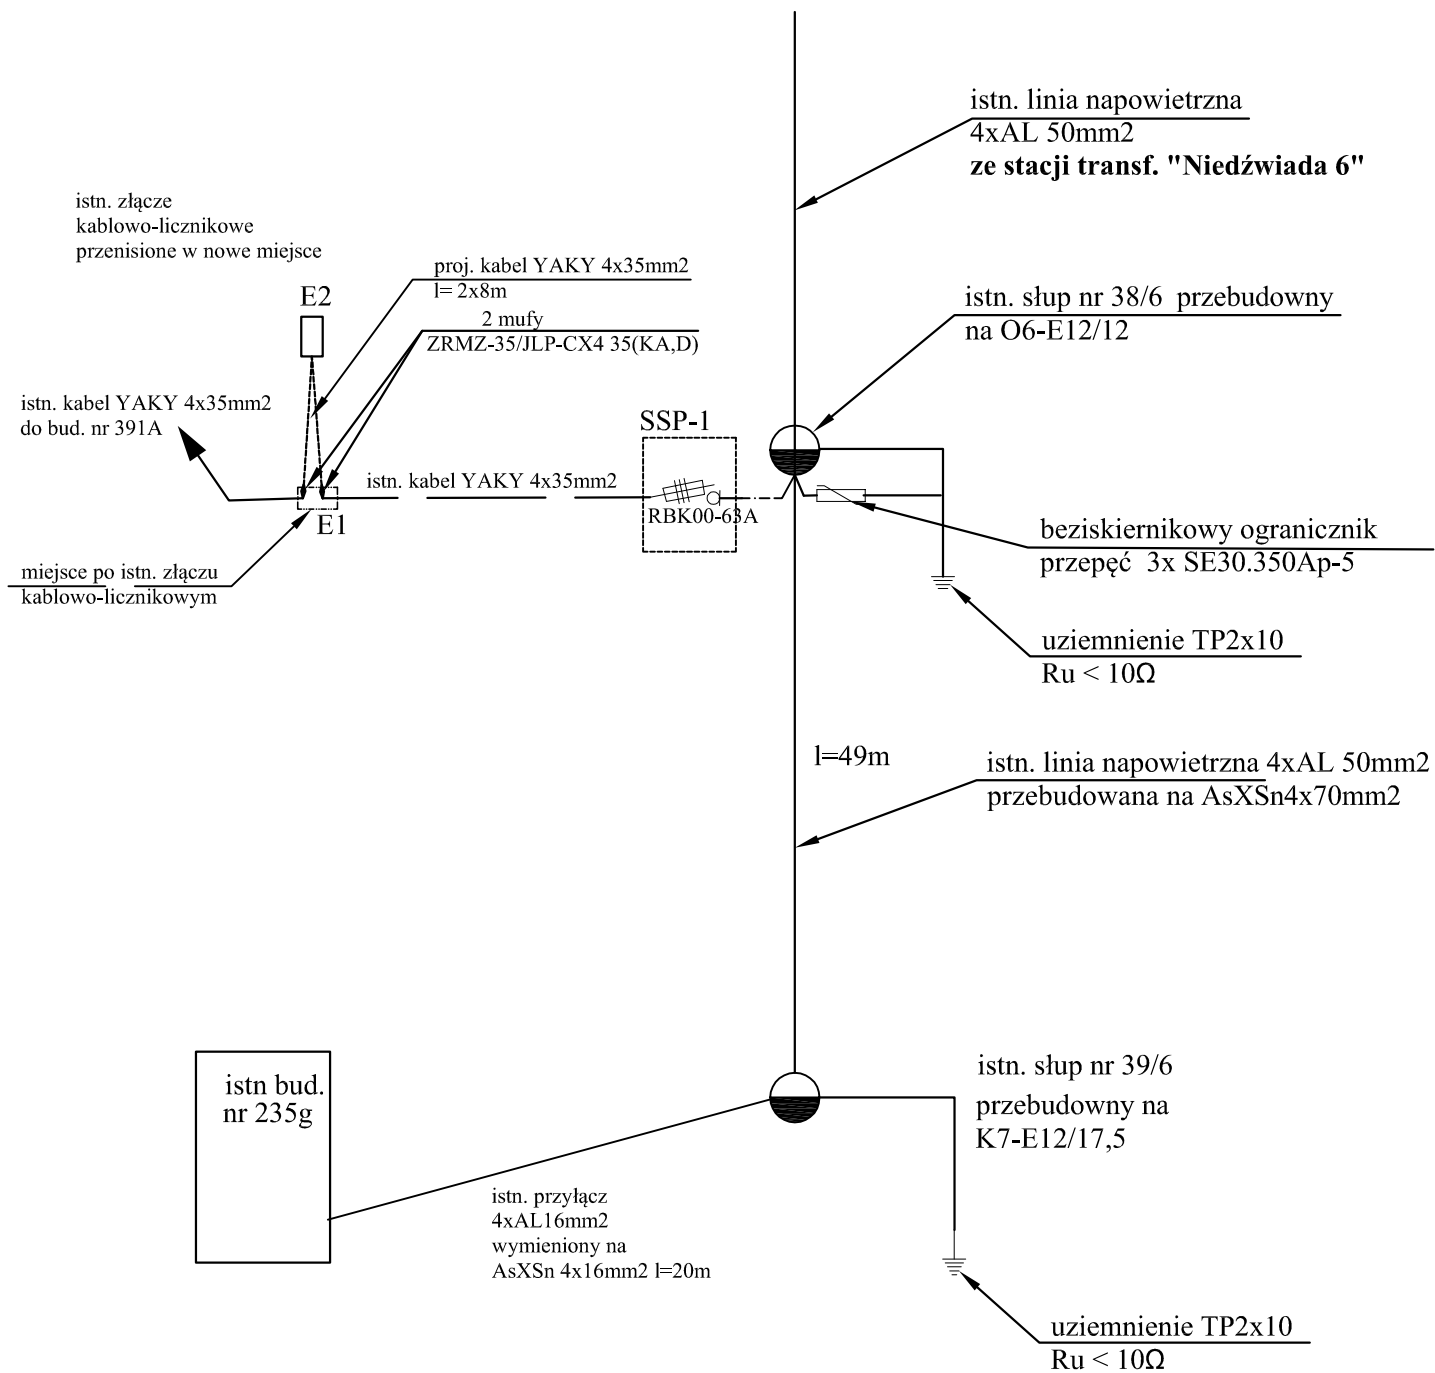 istn. linia napowietrzna
4xAL 50mm2
ze stacji transf. "Niedźwiada 6"
istn. złącze
kablowo-licznikowe
przenisione w nowe miejsce
proj. kabel YAKY 4x35mm2
l= 2x8m
E2
2 mufy
ZRMZ-35/JLP-CX4 35(KA,D)
istn. słup nr 38/6 przebudowny
na O6-E12/12
istn. kabel YAKY 4x35mm2
do bud. nr 391A
SSP-1
istn. kabel YAKY 4x35mm2
RBK00-63A
E1
beziskiernikowy ogranicznik
przepęć 3x SE30.350Ap-5
miejsce po istn. złączu
kablowo-licznikowym
uziemnienie TP2x10
Ru < 10Ω
l=49m
istn. linia napowietrzna 4xAL 50mm2
przebudowana na AsXSn4x70mm2
istn bud.
nr 235g
istn. słup nr 39/6
przebudowny na
K7-E12/17,5
istn. przyłącz
4xAL16mm2
wymieniony na
AsXSn 4x16mm2 l=20m
uziemnienie TP2x10
Ru < 10Ω